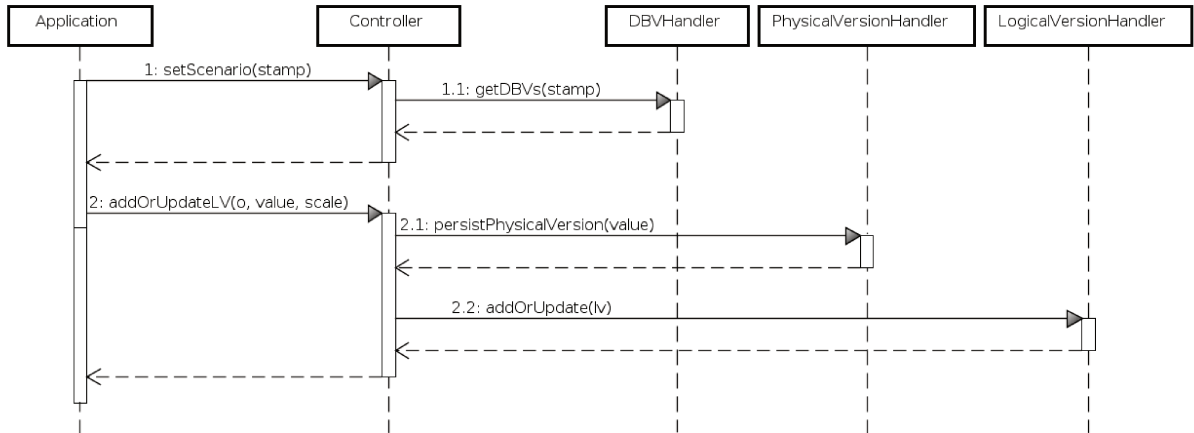 Application
Controller
DBVHandler
PhysicalVersionHandler
LogicalVersionHandler
1: setScenario(stamp)
1.1: getDBVs(stamp)
2: addOrUpdateLV(o, value, scale)
2.1: persistPhysicalVersion(value)
2.2: addOrUpdate(lv)